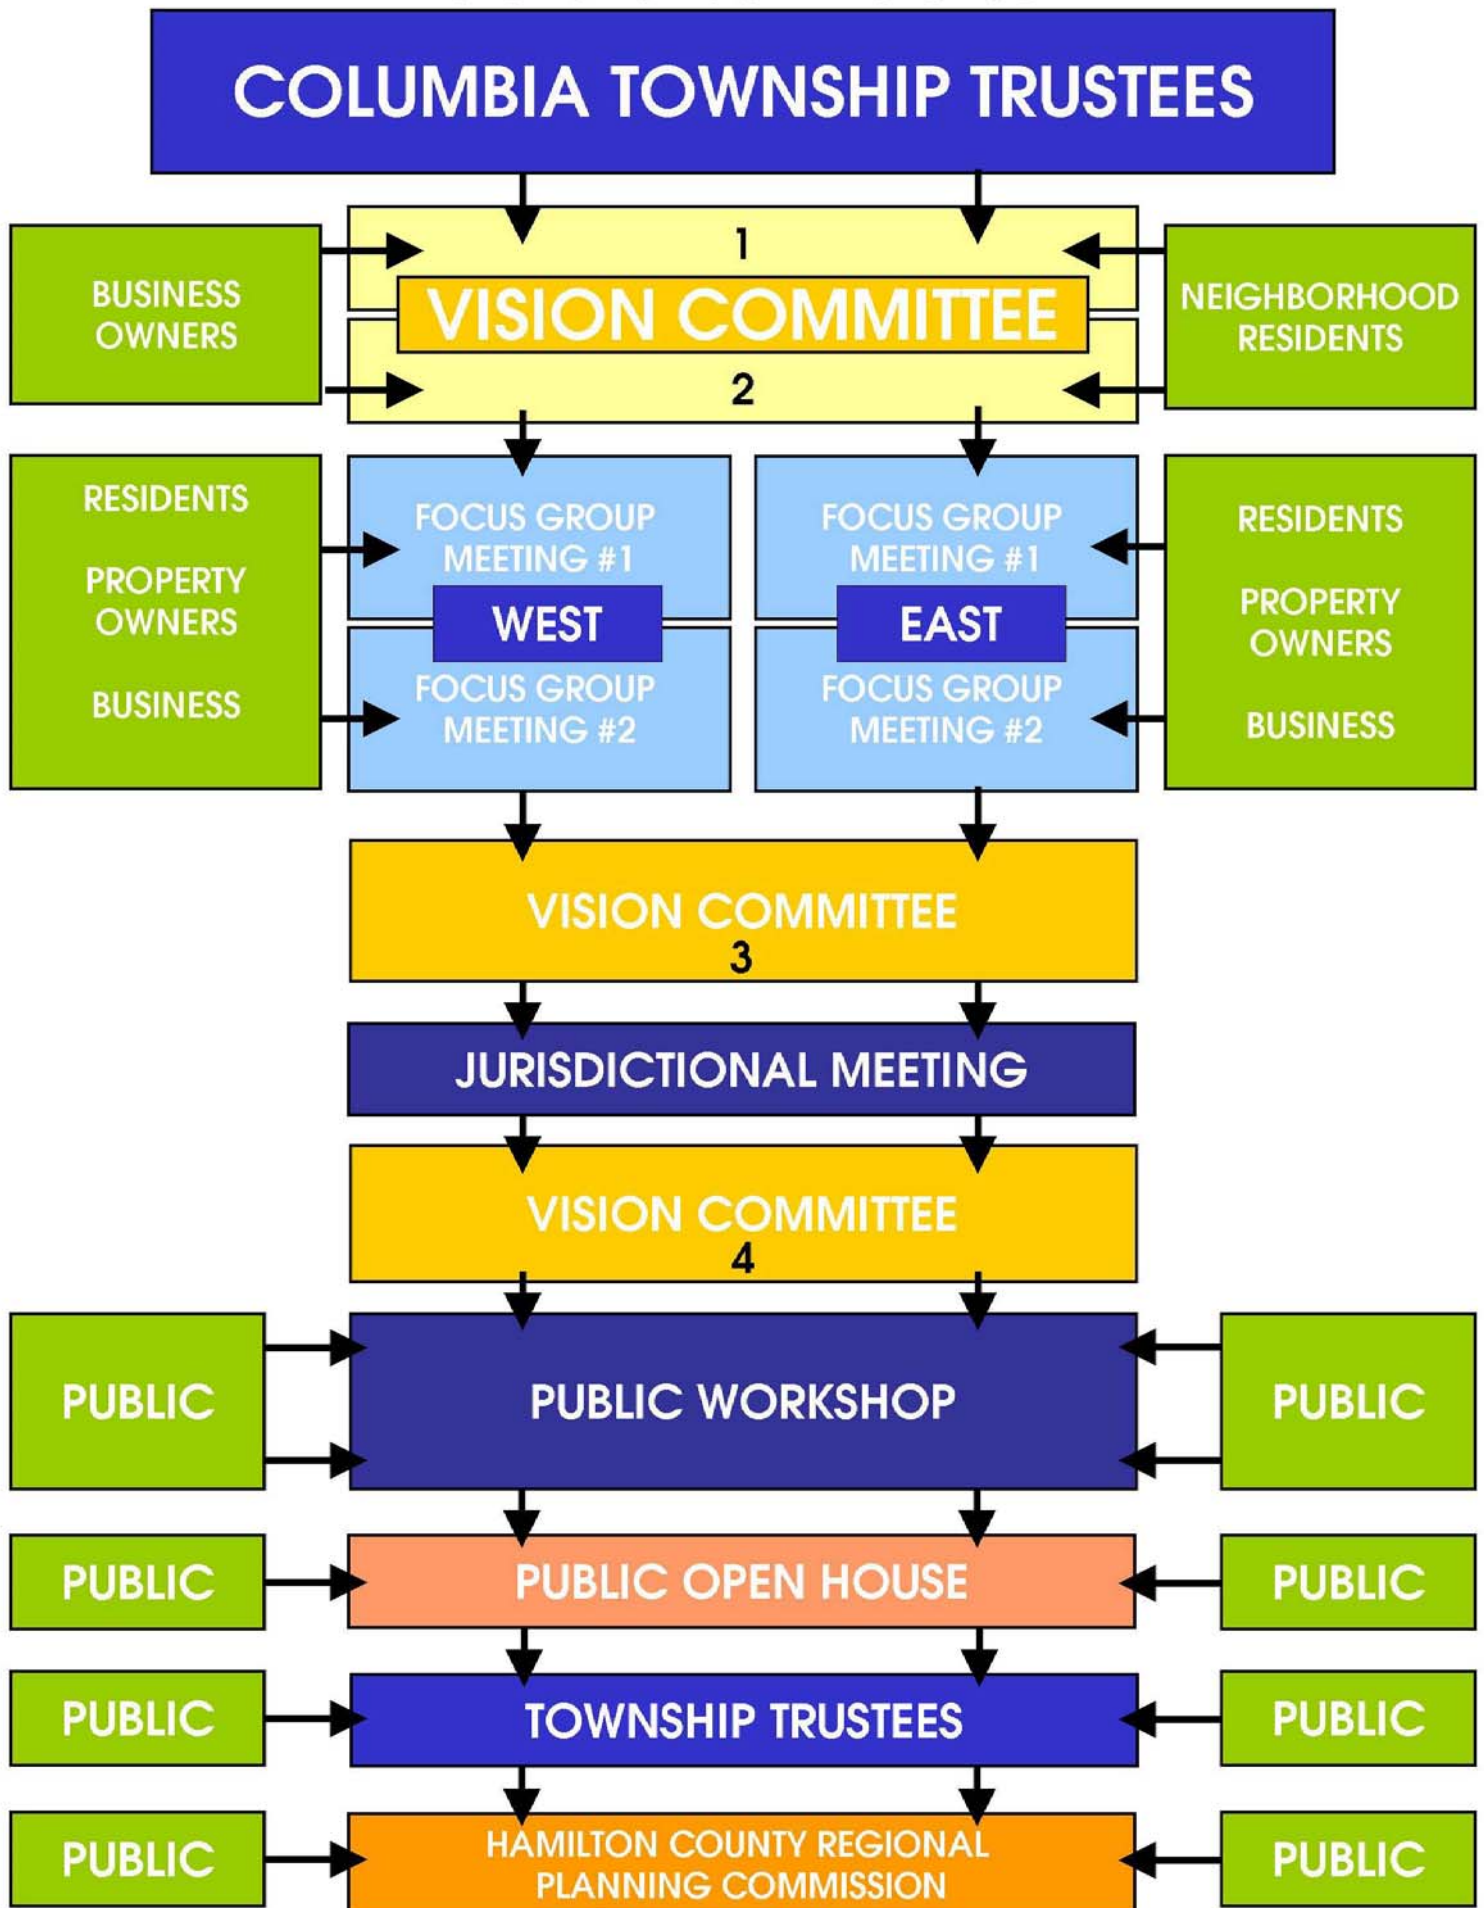 COLUMBIA TOWNSHIP TRUSTEES
BUSINESS
OWNERS
1
VISION COMMITTEE
2
NEIGHBORHOOD
RESIDENTS
RESIDENTS
PROPERTY
OWNERS
BUSINESS
FOCUS GROUP
MEETING #1
WEST
FOCUS GROUP
MEETING #2
FOCUS GROUP
MEETING #1
EAST
FOCUS GROUP
MEETING #2
RESIDENTS
PROPERTY
OWNERS
BUSINESS
VISION COMMITTEE
3
JURISDICTIONAL MEETING
VISION COMMITTEE
4
PUBLIC
PUBLIC WORKSHOP
PUBLIC
PUBLIC
PUBLIC OPEN HOUSE
PUBLIC
PUBLIC
TOWNSHIP TRUSTEES
PUBLIC
PUBLIC
HAMILTON COUNTY REGIONAL
PLANNING COMMISSION
PUBLIC